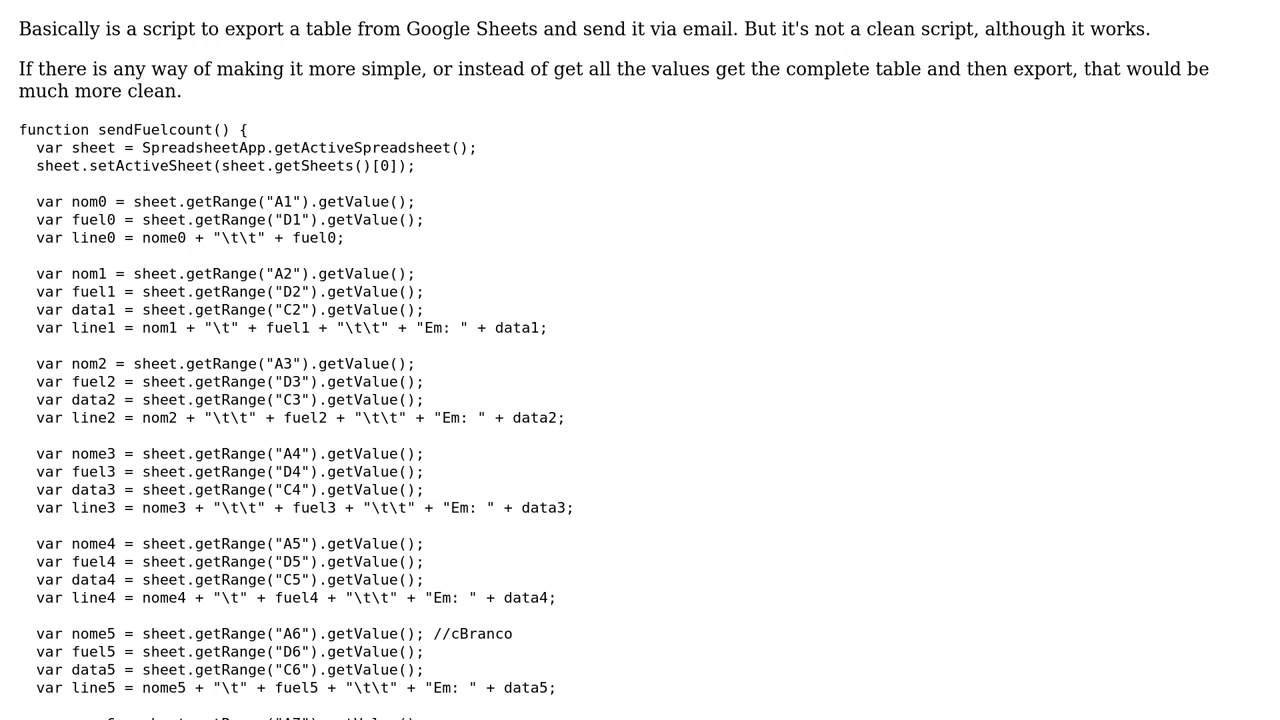 Basically is a script to export a table from Google Sheets and send it via email. But it's not a clean script, although it works.
If there is any way of making it more simple, or instead of get all the values get the complete table and then export, that would be
much more clean.
function sendFuelcount() {
  var sheet = SpreadsheetApp.getActiveSpreadsheet();
  sheet.setActiveSheet(sheet.getSheets()[0]);
  var nom0 = sheet.getRange("A1").getValue();
  var fuel0 = sheet.getRange("D1").getValue();
  var line0 = nome0 + "\t\t" + fuel0;
  var nom1 = sheet.getRange("A2").getValue();
  var fuel1 = sheet.getRange("D2").getValue();
  var data1 = sheet.getRange("C2").getValue();
  var line1 = nom1 + "\t" + fuel1 + "\t\t" + "Em: " + data1;
  var nom2 = sheet.getRange("A3").getValue();
  var fuel2 = sheet.getRange("D3").getValue();
  var data2 = sheet.getRange("C3").getValue();
  var line2 = nom2 + "\t\t" + fuel2 + "\t\t" + "Em: " + data2;
  var nome3 = sheet.getRange("A4").getValue();
  var fuel3 = sheet.getRange("D4").getValue();
  var data3 = sheet.getRange("C4").getValue();
  var line3 = nome3 + "\t\t" + fuel3 + "\t\t" + "Em: " + data3;
  var nome4 = sheet.getRange("A5").getValue();
  var fuel4 = sheet.getRange("D5").getValue();
  var data4 = sheet.getRange("C5").getValue();
  var line4 = nome4 + "\t" + fuel4 + "\t\t" + "Em: " + data4;
  var nome5 = sheet.getRange("A6").getValue(); //cBranco
  var fuel5 = sheet.getRange("D6").getValue();
  var data5 = sheet.getRange("C6").getValue();
  var line5 = nome5 + "\t" + fuel5 + "\t\t" + "Em: " + data5;